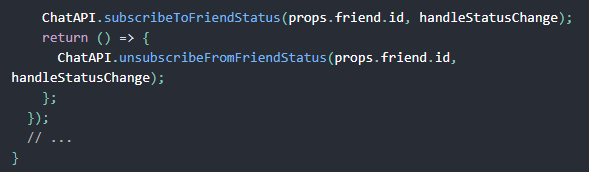 ChatAPI.subscribeToFriendStatus(props.friend.id, handleStatusChange);
return () => {
ChatAPI.unsubscribeFromFriendStatus(props.friend.id,
handleStatusChange);
};
});
// ...
}